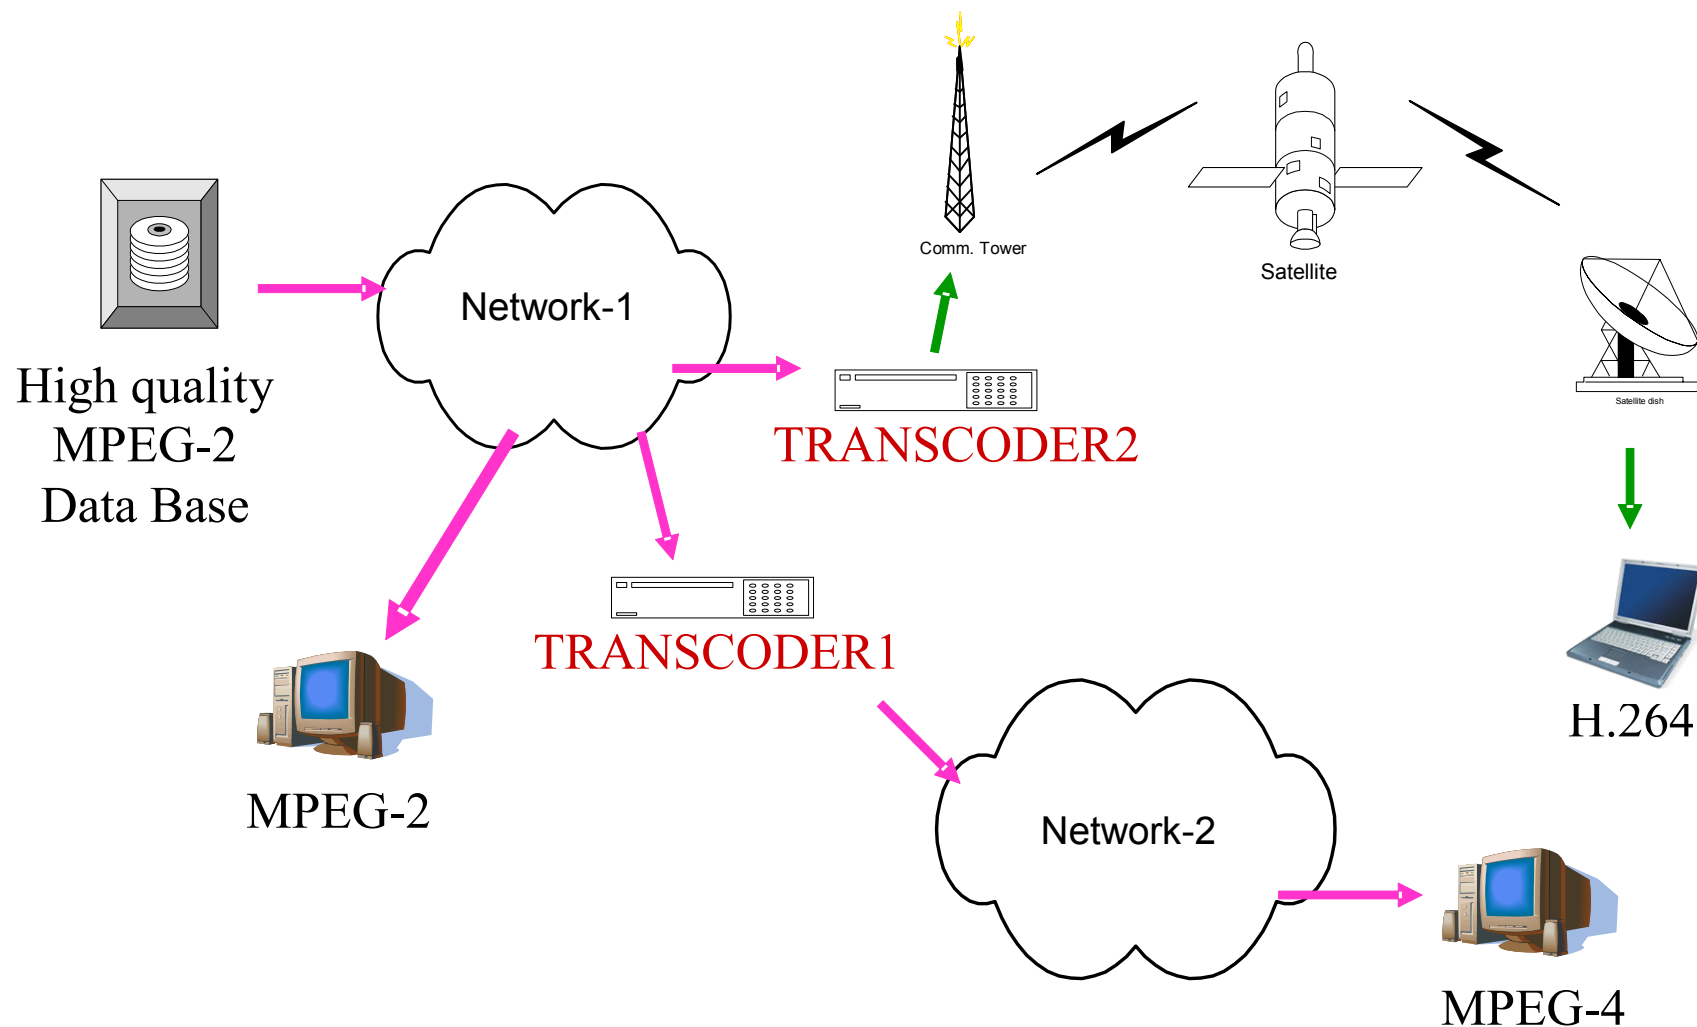 Comm. Tower
Satellite
Network-1
High quality
MPEG-2
Data Base
Satellite dish
TRANSCODER2
TRANSCODER1
H.264
MPEG-2
Network-2
MPEG-4